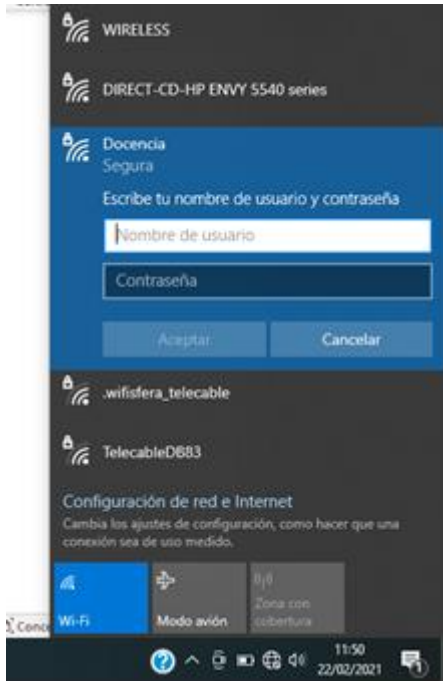 WIRELESS
DIRECT-CD-HP ENVY 5540 series
Docencia
Segura
Escribe tu nombre de usuario y contraseña
Nombre de usuario
Contraseña
Aceptar
Cancelar
.wifisfera_telecable
TelecableD683
Configuración de red e Internet
Cambia los ajustes de configuración, como hacer que una
conexión sea de uso medido.
Wi-Fi
Modo avión
Zona con
cobertura
11:50
22/02/2021
1